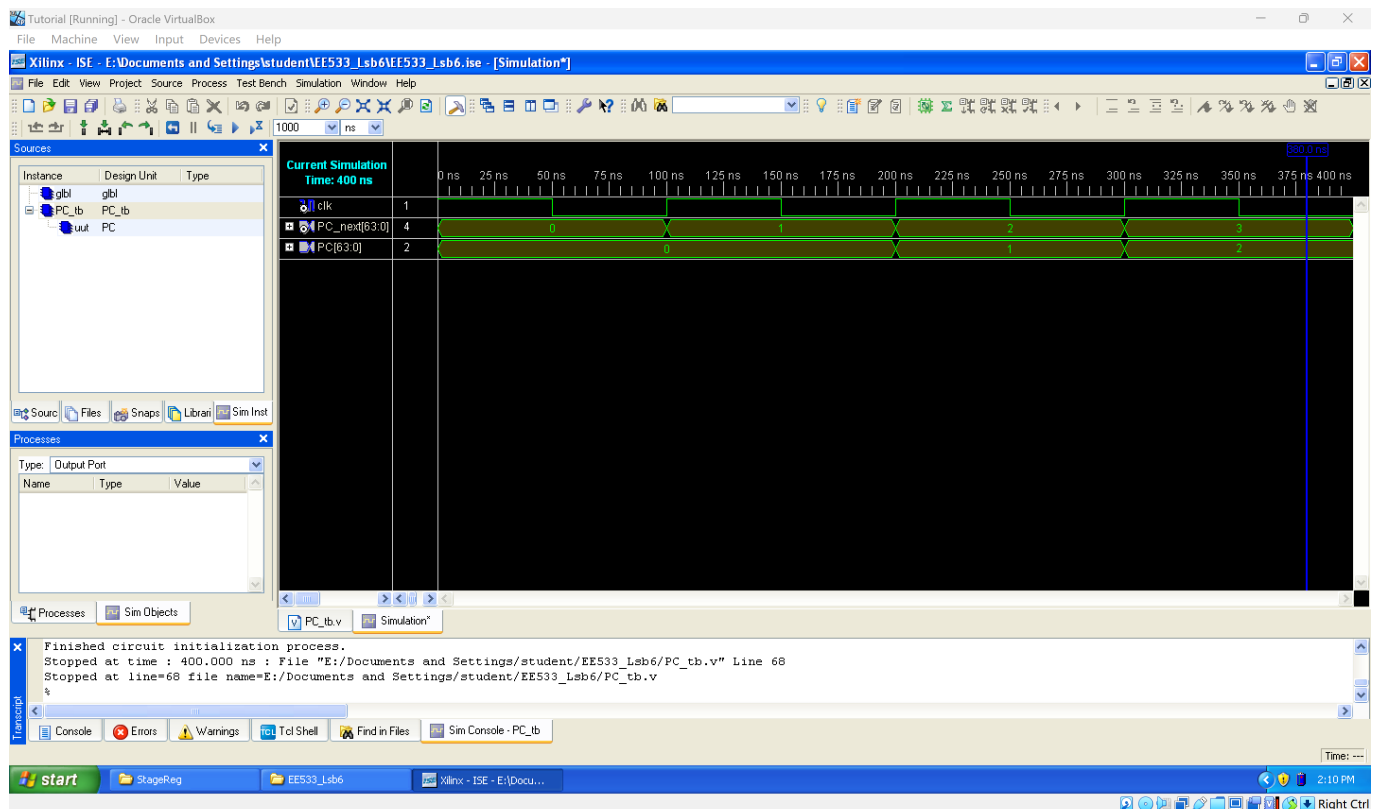 Tutorial [Running] - Oracle VirtualBox
File Machine View Input Devices Help
Xilinx - ISE - E:\Documents and Settings\student\EE533_Lsb6\EE533_Lsb6.ise - [Simulation*]
File Edit View Project Source Process Test Bench Simulation Window Help
1000 ns
Sources
Instance Design Unit Type
glbl glbl
PC_tb PC_tb
uut PC
Sourc Files Snaps Librari Sim Inst
Processes
Type: Output Port
Name Type Value
Processes Sim Objects
Current Simulation
Time: 400 ns
380.0 ns
0 ns 25 ns 50 ns 75 ns 100 ns 125 ns 150 ns 175 ns 200 ns 225 ns 250 ns 275 ns 300 ns 325 ns 350 ns 375 ns 400 ns
clk 1
PC_next[63:0] 4 0 1 2 3
PC[63:0] 2 0 1 2
PC_tb.v Simulation*
Finished circuit initialization process.
Stopped at time : 400.000 ns : File "E:/Documents and Settings/student/EE533_Lsb6/PC_tb.v" Line 68
Stopped at line=68 file name=E:/Documents and Settings/student/EE533_Lsb6/PC_tb.v
%
Transcript
Console Errors Warnings TCL Tcl Shell Find in Files Sim Console - PC_tb
Time: ---
start StageReg EE533_Lsb6 Xilinx - ISE - E:\Docu... 2:10 PM
Right Ctrl